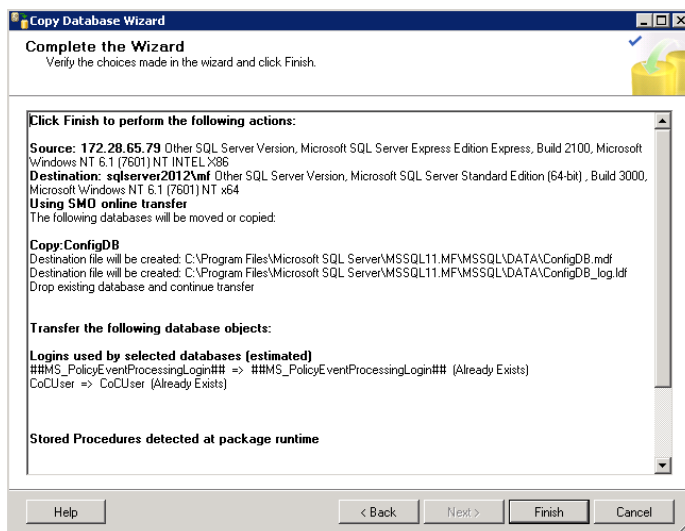 Copy Database Wizard
Complete the Wizard
Verify the choices made in the wizard and click Finish.
Click Finish to perform the following actions:
Source: 172.28.65.79 Other SQL Server Version, Microsoft SQL Server Express Edition Express, Build 2100, Microsoft
Windows NT 6.1 (7601) NT INTEL X86
Destination: sqlserver2012\mf Other SQL Server Version, Microsoft SQL Server Standard Edition (64-bit) , Build 3000,
Microsoft Windows NT 6.1 (7601) NT x64
Using SMO online transfer
The following databases will be moved or copied:
Copy:ConfigDB
Destination file will be created: C:\Program Files\Microsoft SQL Server\MSSQL11.MF\MSSQL\DATA\ConfigDB.mdf
Destination file will be created: C:\Program Files\Microsoft SQL Server\MSSQL11.MF\MSSQL\DATA\ConfigDB_log.ldf
Drop existing database and continue transfer
Transfer the following database objects:
Logins used by selected databases (estimated)
##MS_PolicyEventProcessingLogin## => ##MS_PolicyEventProcessingLogin## (Already Exists)
CoCUser => CoCUser (Already Exists)
Stored Procedures detected at package runtime
Help
< Back
Next >
Finish
Cancel